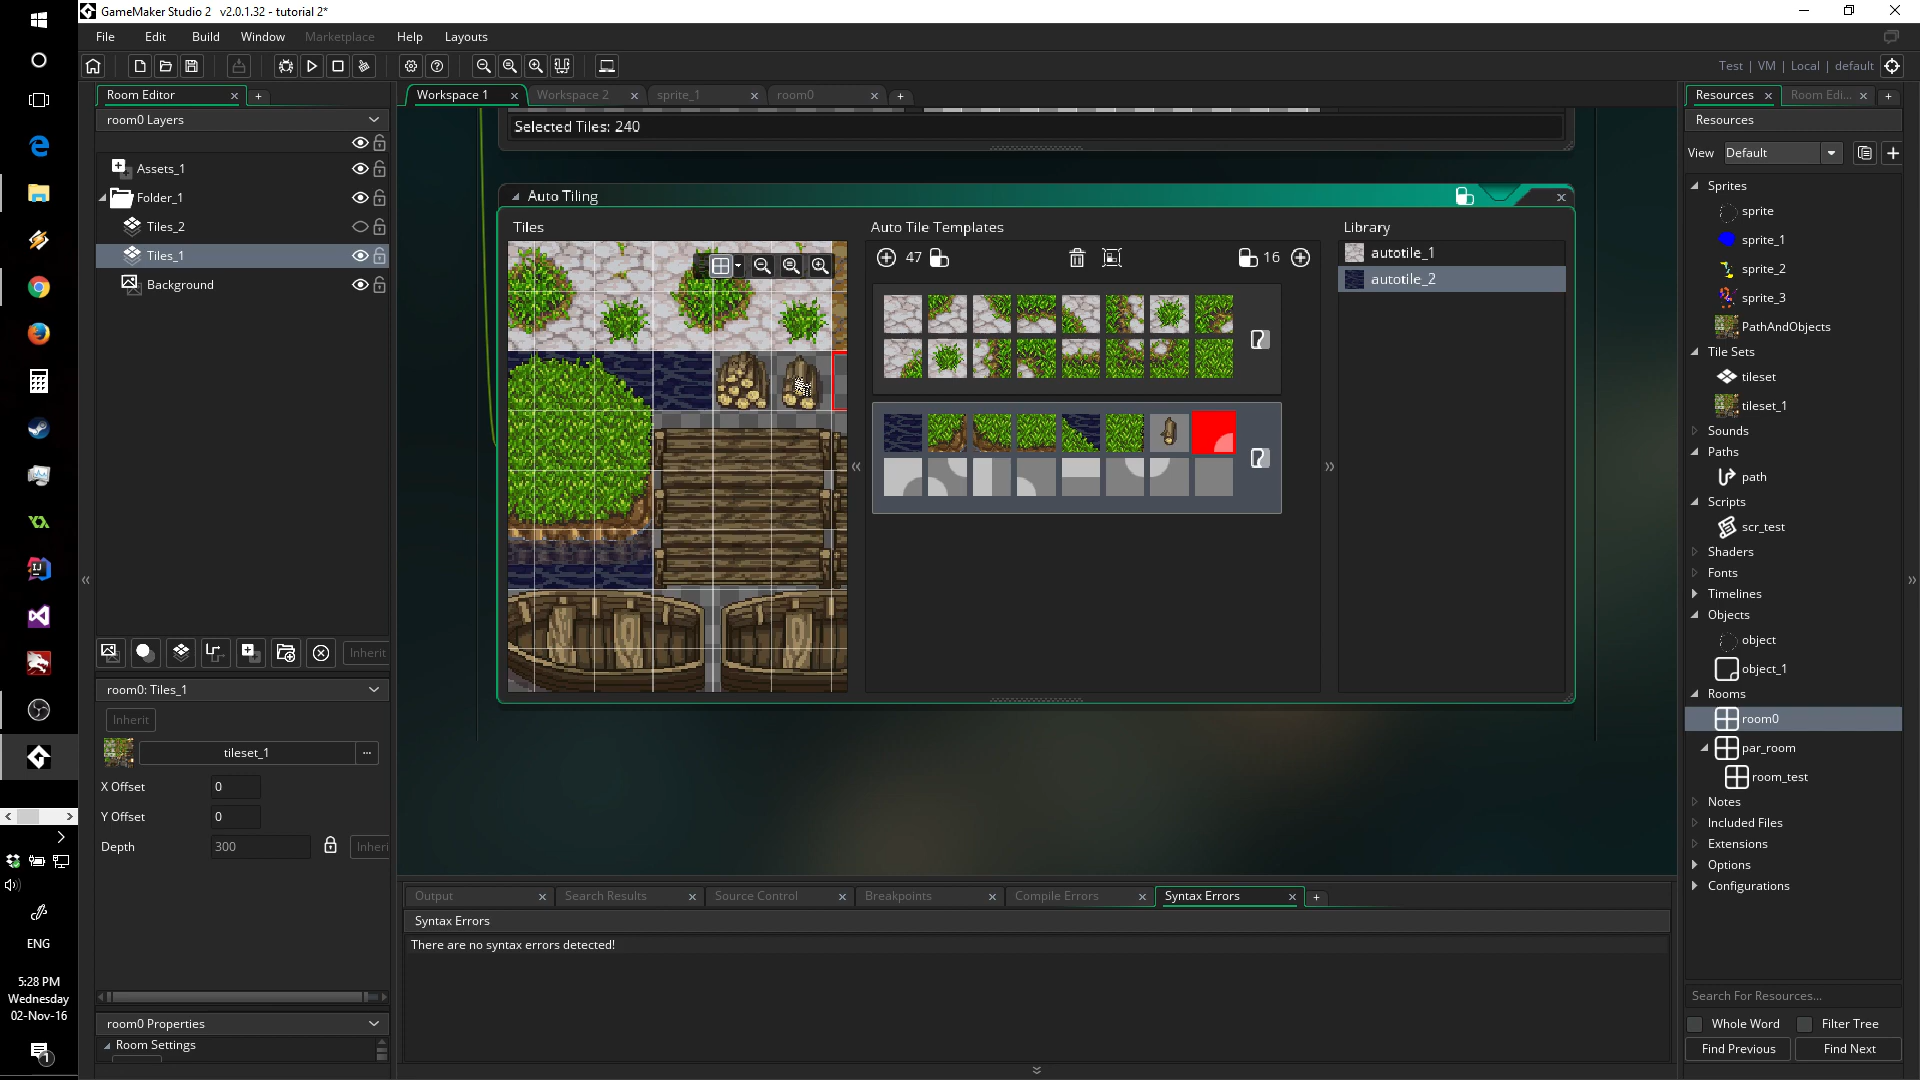 GameMaker Studio 2   v2.0.1.32 - tutorial 2*
File   Edit   Build   Window   Marketplace   Help   Layouts
Test | VM | Local | default
Room Editor
room0 Layers
Assets_1
Folder_1
Tiles_2
Tiles_1
Background
Inherit
room0: Tiles_1
Inherit
tileset_1
...
X Offset   0
Y Offset   0
Depth   300
Inheri
room0 Properties
Room Settings
Workspace 1   Workspace 2   sprite_1   room0
Selected Tiles: 240
Auto Tiling
Tiles
Auto Tile Templates
47
16
Library
autotile_1
autotile_2
Output   Search Results   Source Control   Breakpoints   Compile Errors   Syntax Errors
Syntax Errors
There are no syntax errors detected!
Resources   Room Edi...
Resources
View   Default
Sprites
sprite
sprite_1
sprite_2
sprite_3
PathAndObjects
Tile Sets
tileset
tileset_1
Sounds
Paths
path
Scripts
scr_test
Shaders
Fonts
Timelines
Objects
object
object_1
Rooms
room0
par_room
room_test
Notes
Included Files
Extensions
Options
Configurations
Search For Resources...
Whole Word   Filter Tree
Find Previous   Find Next
ENG
5:28 PM
Wednesday
02-Nov-16
1